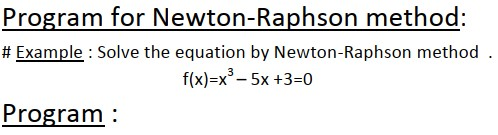 Program for Newton-Raphson method:
# Example : Solve the equation by Newton-Raphson method .
f(x)=x³ – 5x +3=0
Program :